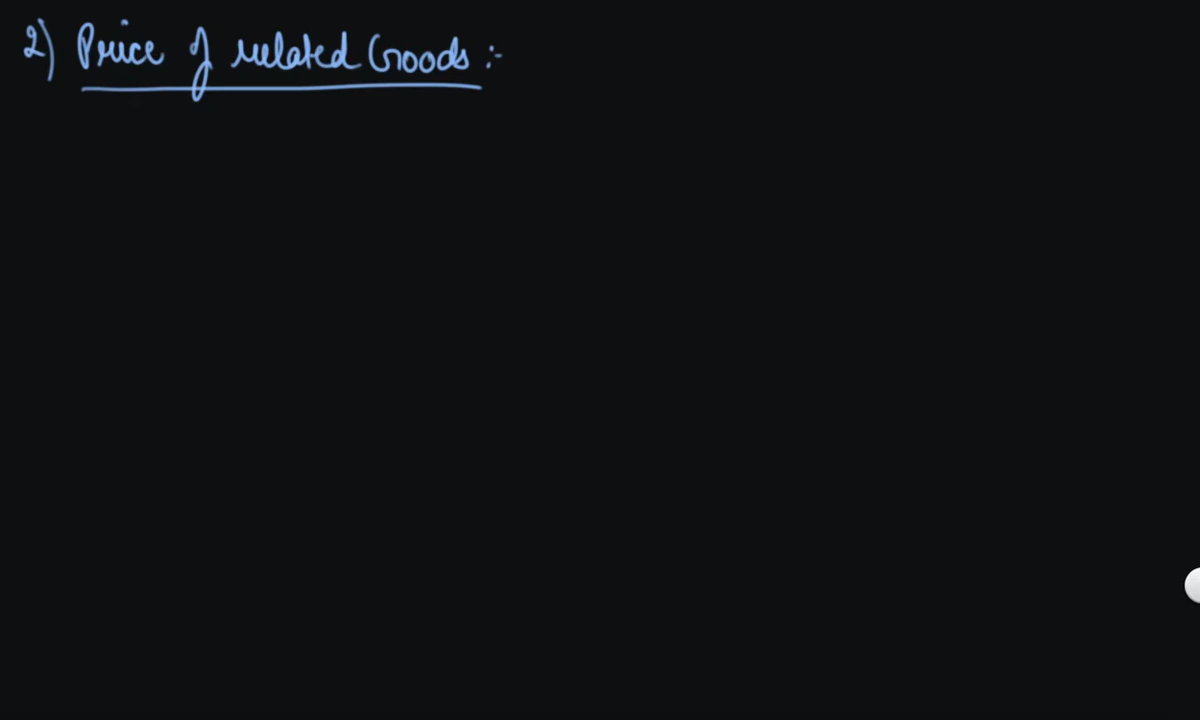 2) Price of related Goods :-